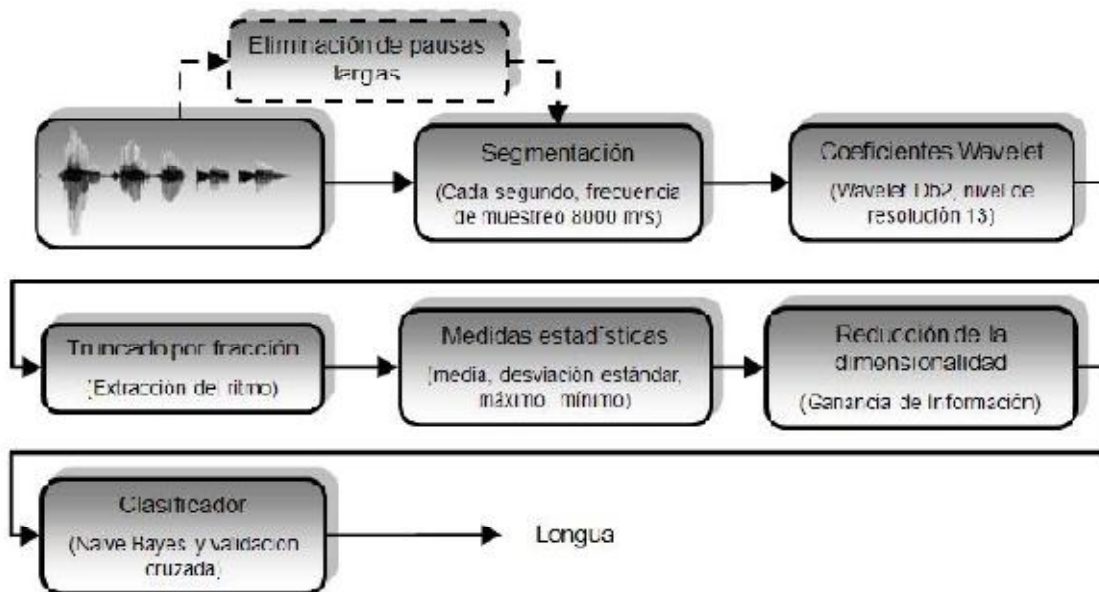 Eliminación de pausas
largas
Segmentación
(Cada segundo, frecuencia
de muestreo 8000 m/s)
Coeficientes Wavelet
(Wavelet Db2, nivel de
resolución 13)
Truncado por fracción
(Extracción del ritmo)
Medidas estadísticas
(media, desviación estándar,
máximo, mínimo)
Reducción de la
dimensionalidad
(Ganancia de Información)
Clasificador
(Naive Bayes y validación
cruzada)
Lengua